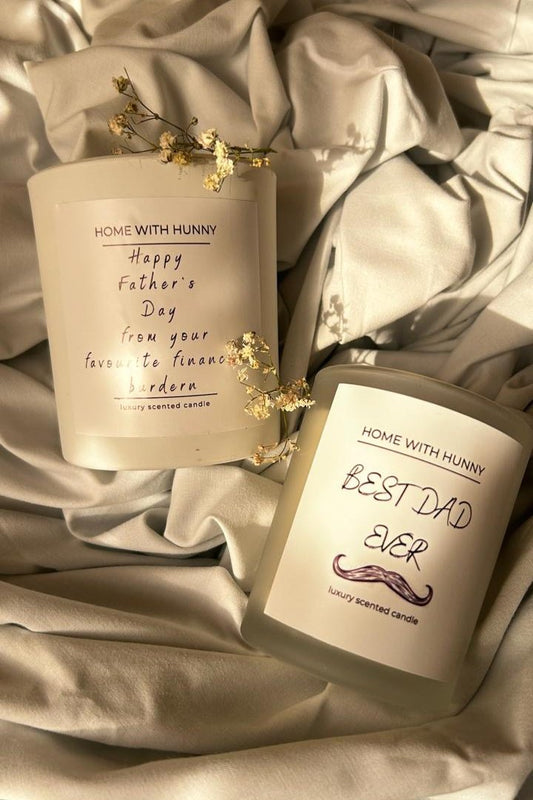 HOME WITH HUNNY
Happy
Father's
Day
from your
favourite financ
burdern
luxury scented candle
HOME WITH HUNNY
BEST DAD
EVER
luxury scented candle